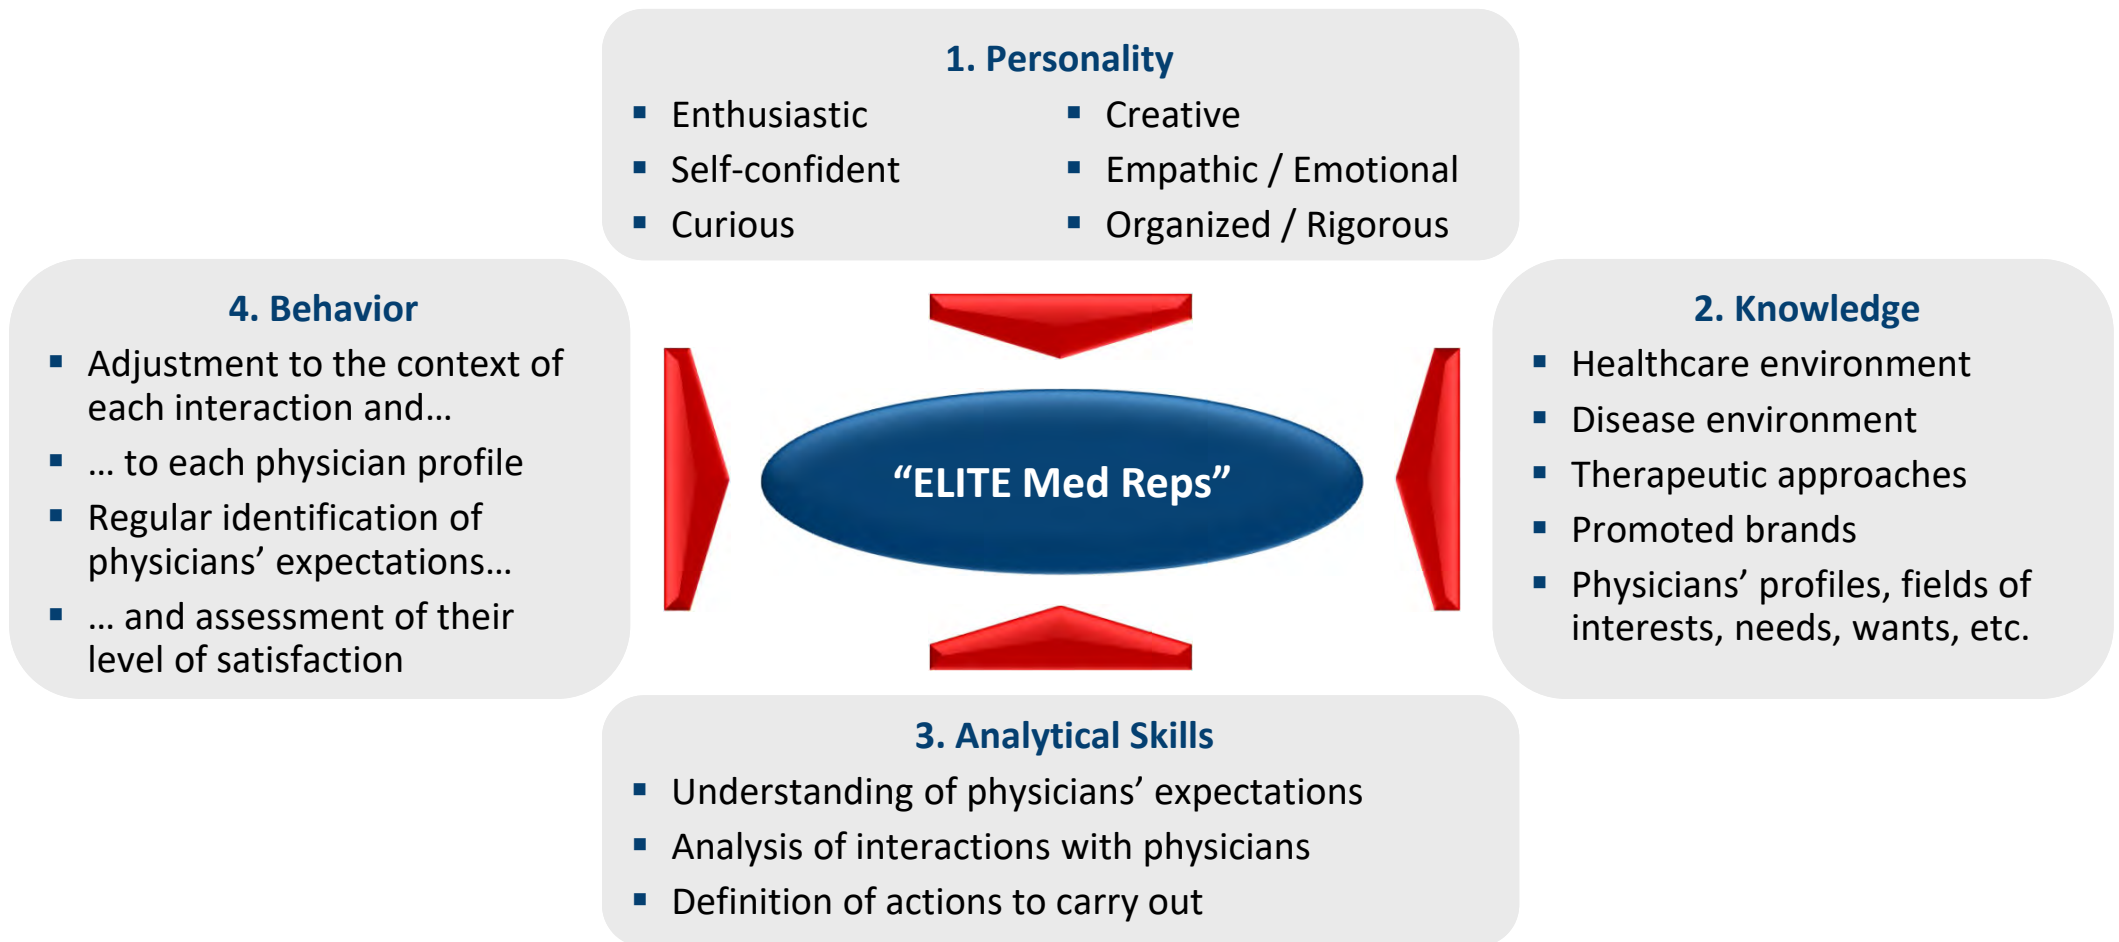 1. Personality
Enthusiastic
Self-confident
Curious
Creative
Empathic / Emotional
Organized / Rigorous
4. Behavior
Adjustment to the context of
each interaction and…
… to each physician profile
Regular identification of
physicians’ expectations…
… and assessment of their
level of satisfaction
“ELITE Med Reps”
2. Knowledge
Healthcare environment
Disease environment
Therapeutic approaches
Promoted brands
Physicians’ profiles, fields of
interests, needs, wants, etc.
3. Analytical Skills
Understanding of physicians’ expectations
Analysis of interactions with physicians
Definition of actions to carry out